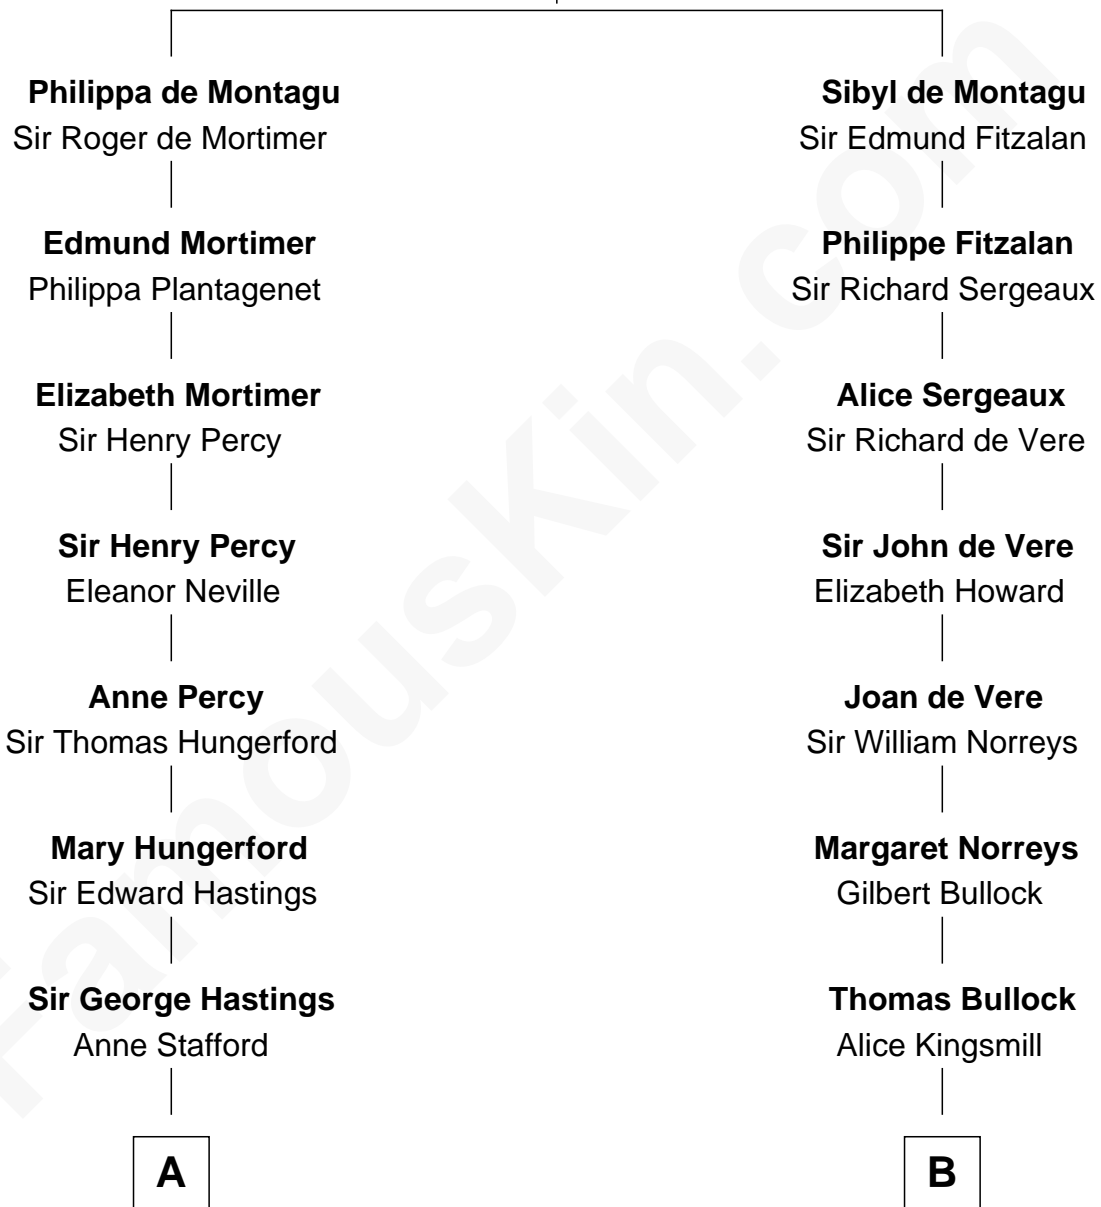 Philippa de Montagu
Sir Roger de Mortimer
Edmund Mortimer
Philippa Plantagenet
Elizabeth Mortimer
Sir Henry Percy
Sir Henry Percy
Eleanor Neville
Anne Percy
Sir Thomas Hungerford
Mary Hungerford
Sir Edward Hastings
Sir George Hastings
Anne Stafford
A
Sibyl de Montagu
Sir Edmund Fitzalan
Philippe Fitzalan
Sir Richard Sergeaux
Alice Sergeaux
Sir Richard de Vere
Sir John de Vere
Elizabeth Howard
Joan de Vere
Sir William Norreys
Margaret Norreys
Gilbert Bullock
Thomas Bullock
Alice Kingsmill
B
FamousKin.com